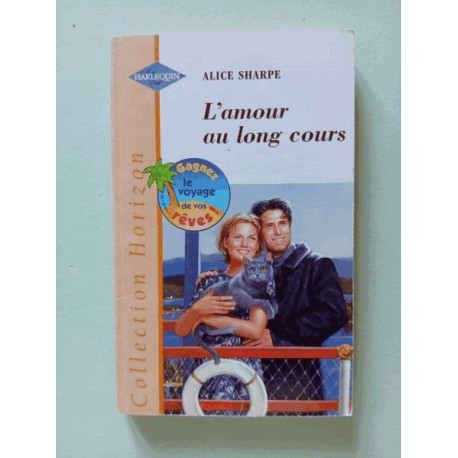 HARLEQUIN
ALICE SHARPE
L'amour
au long cours
Gagnez
le
voyage
de vos
rêves!
Collection Horizon